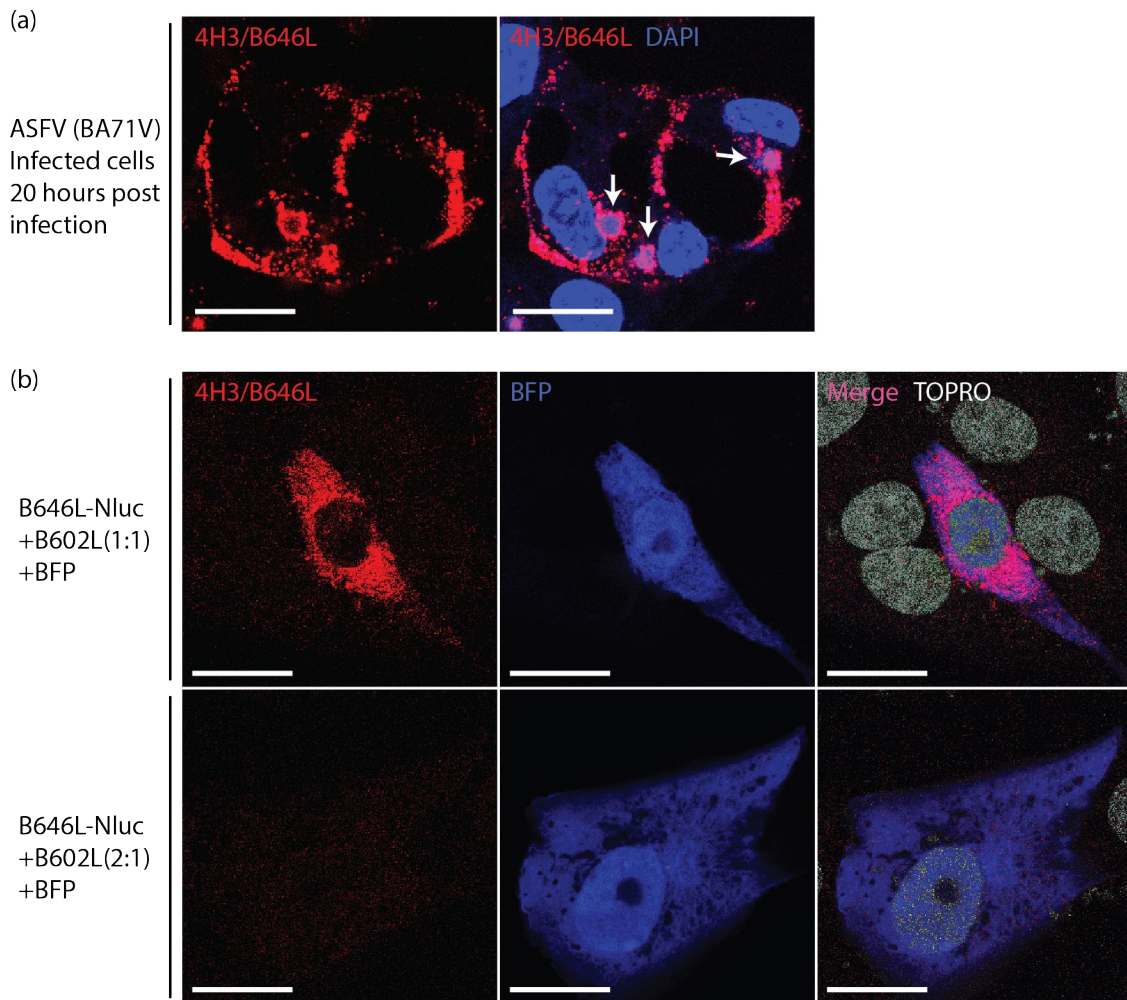 (a)
4H3/B646L
4H3/B646L DAPI
ASFV (BA71V)
Infected cells
20 hours post
infection
(b)
4H3/B646L
BFP
Merge TOPRO
B646L-Nluc
+B602L(1:1)
+BFP
B646L-Nluc
+B602L(2:1)
+BFP